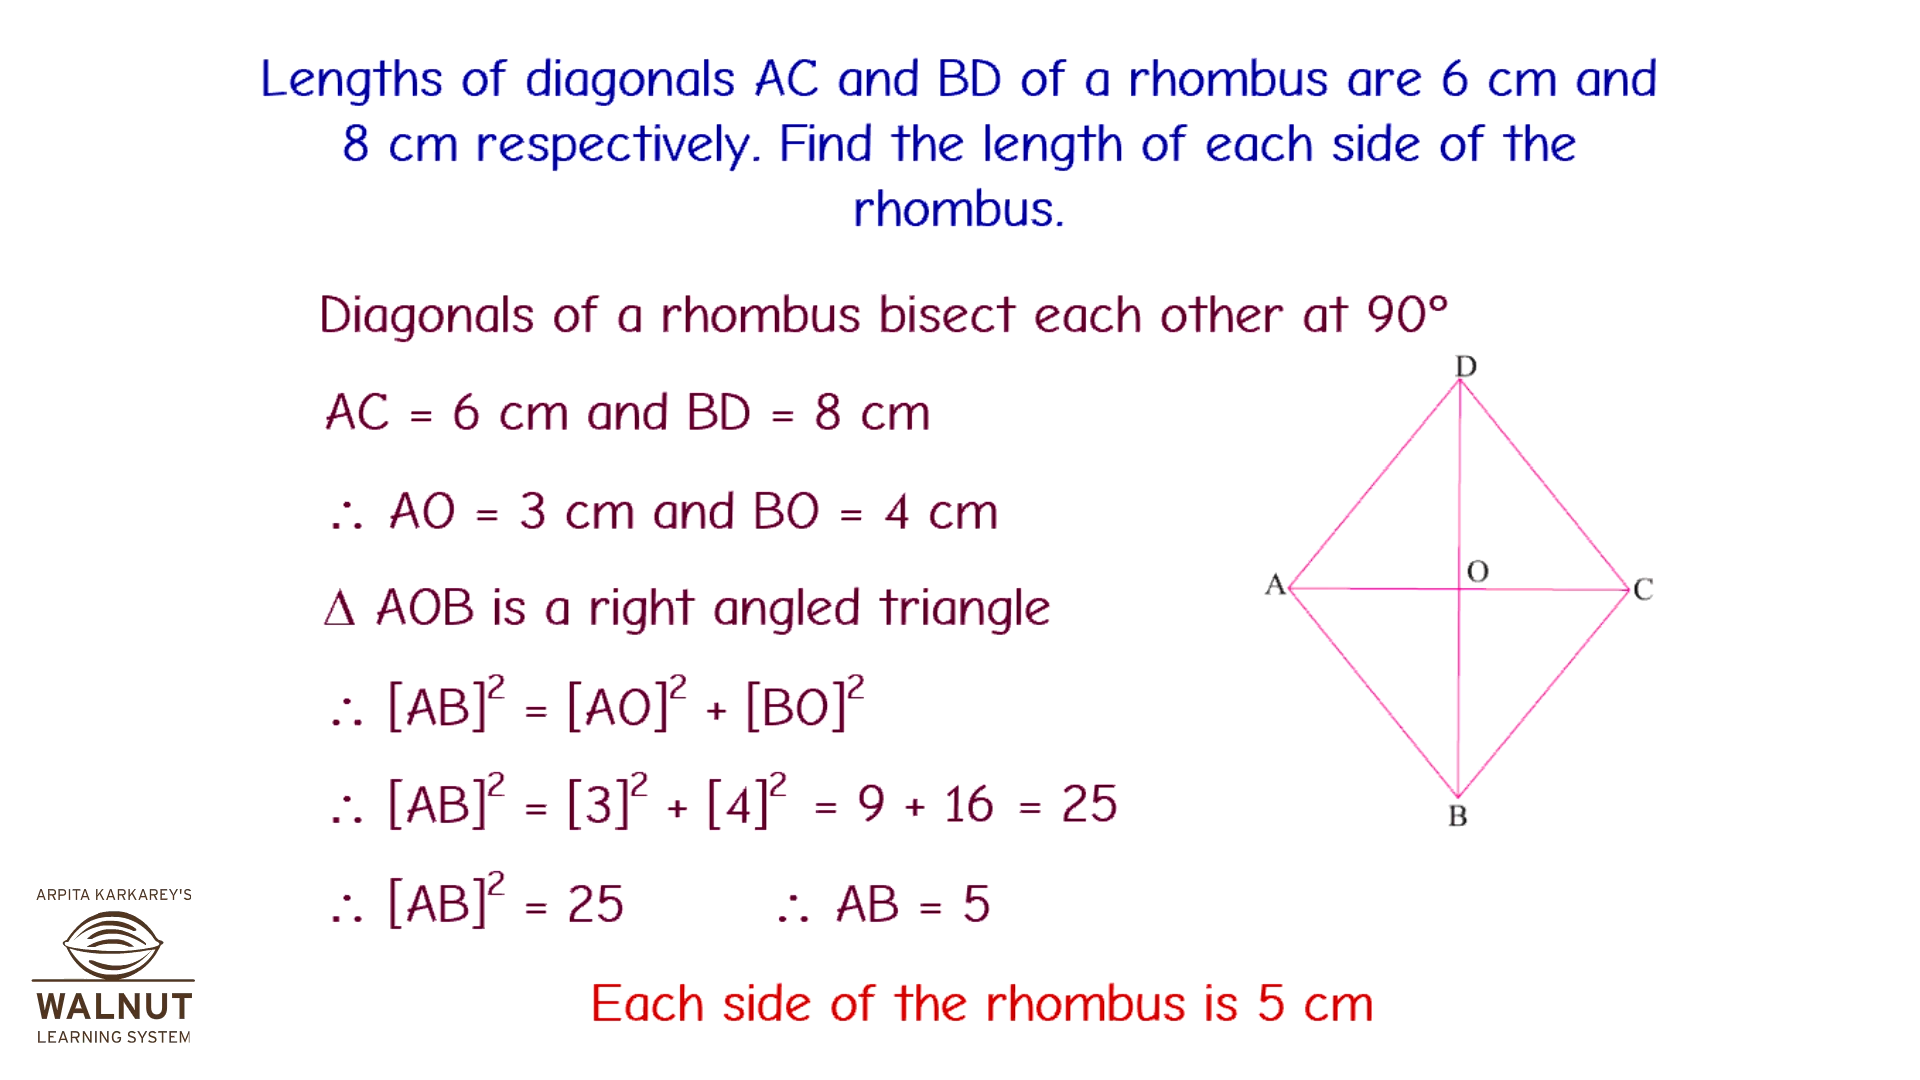 Lengths of diagonals AC and BD of a rhombus are 6 cm and
8 cm respectively. Find the length of each side of the
rhombus.
Diagonals of a rhombus bisect each other at 90°
AC = 6 cm and BD = 8 cm
∴ AO = 3 cm and BO = 4 cm
Δ AOB is a right angled triangle
∴ [AB]² = [AO]² + [BO]²
∴ [AB]² = [3]² + [4]² = 9 + 16 = 25
∴ [AB]² = 25 ∴ AB = 5
Each side of the rhombus is 5 cm
D
A
O
C
B
ARPITA KARKAREY'S
WALNUT
LEARNING SYSTEM